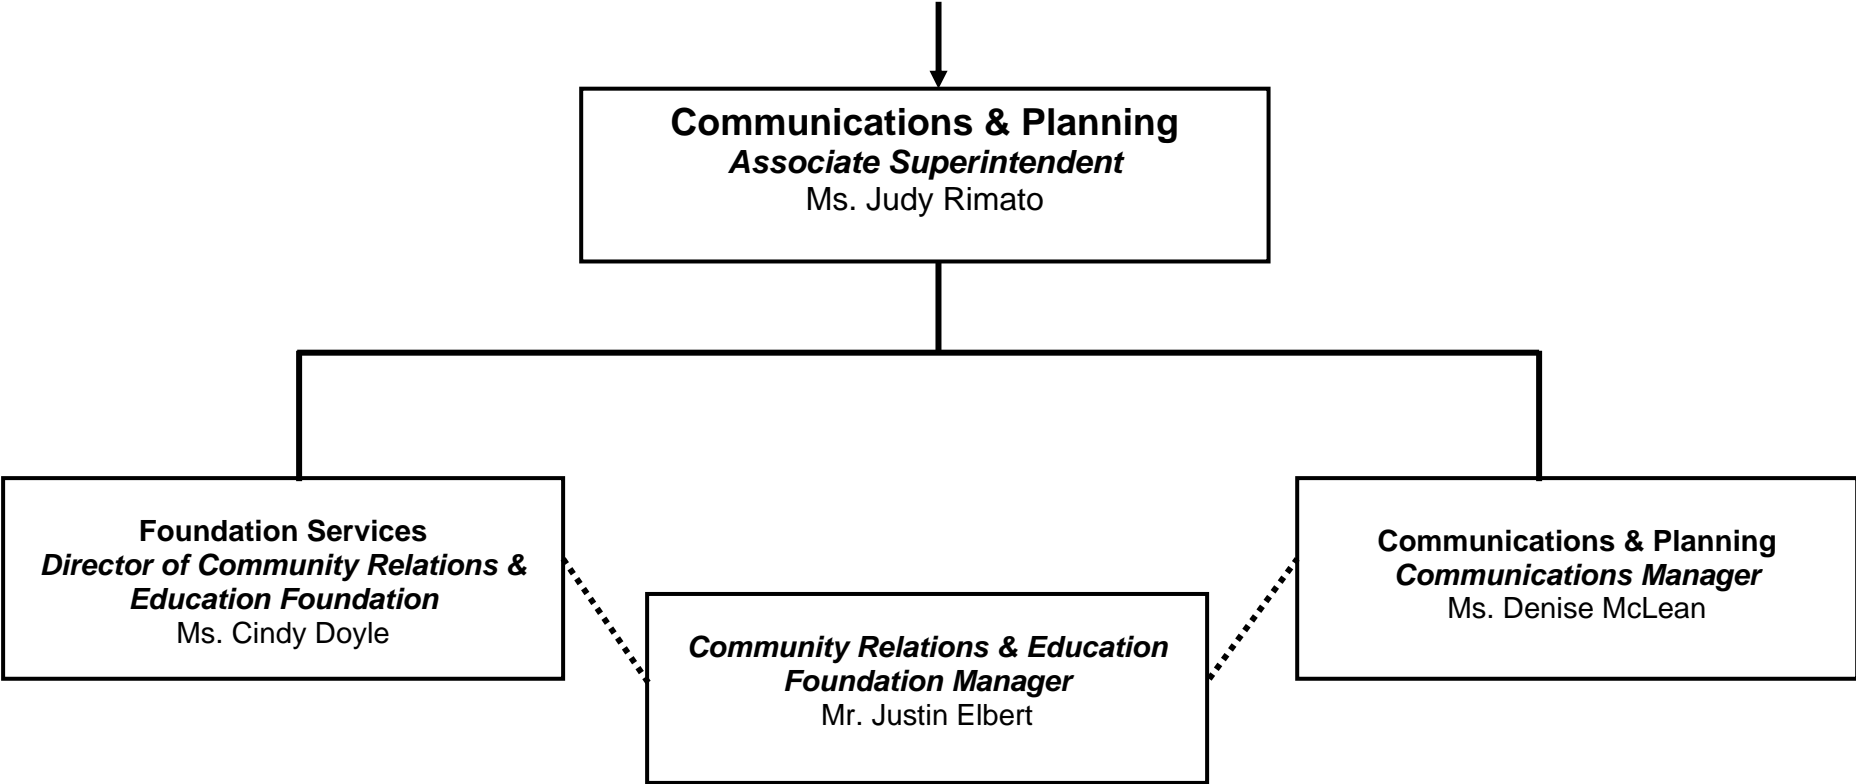 Communications & Planning
Associate Superintendent
Ms. Judy Rimato
Foundation Services
Director of Community Relations &
Education Foundation
Ms. Cindy Doyle
Community Relations & Education
Foundation Manager
Mr. Justin Elbert
Communications & Planning
Communications Manager
Ms. Denise McLean